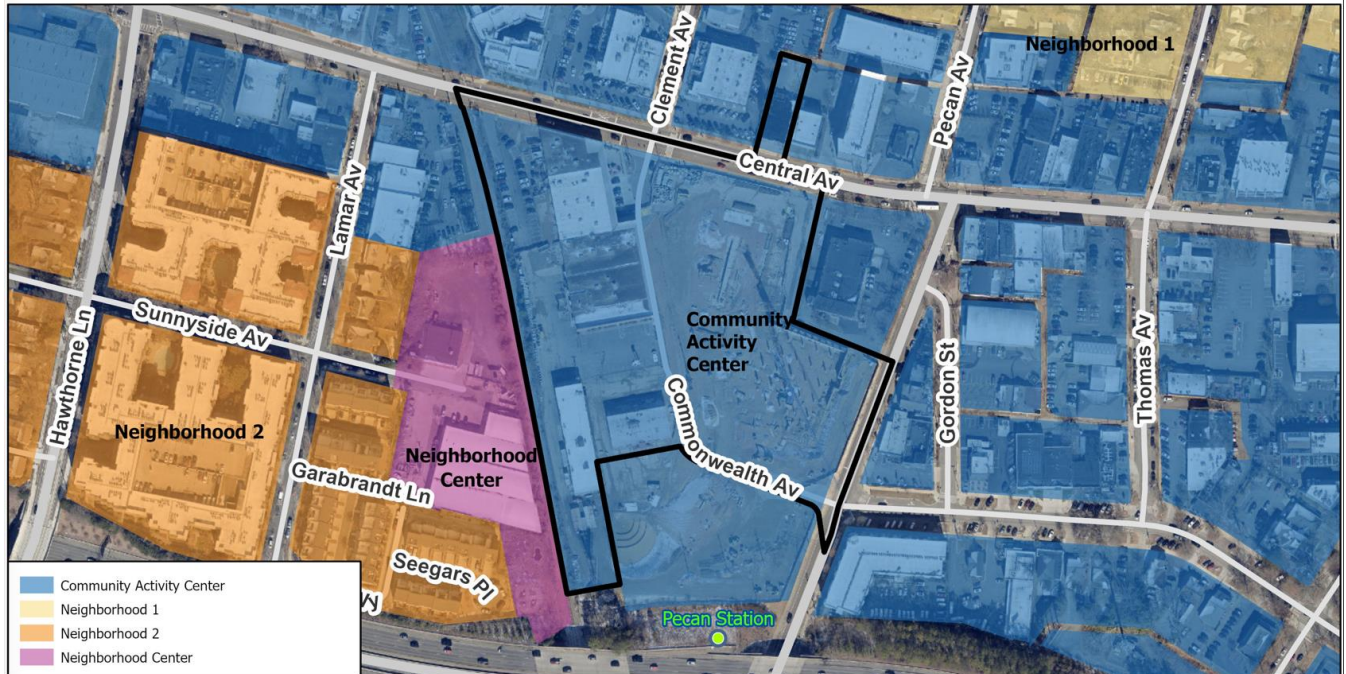 Neighborhood 1
Clement Av
Pecan Av
Central Av
Lamar Av
Hawthorne Ln
Sunnyside Av
Community
Activity
Center
Gordon St
Thomas Av
Neighborhood 2
Neighborhood
Center
Commonwealth Av
Garabrandt Ln
Seegars Pl
Pecan Station
Community Activity Center
Neighborhood 1
Neighborhood 2
Neighborhood Center